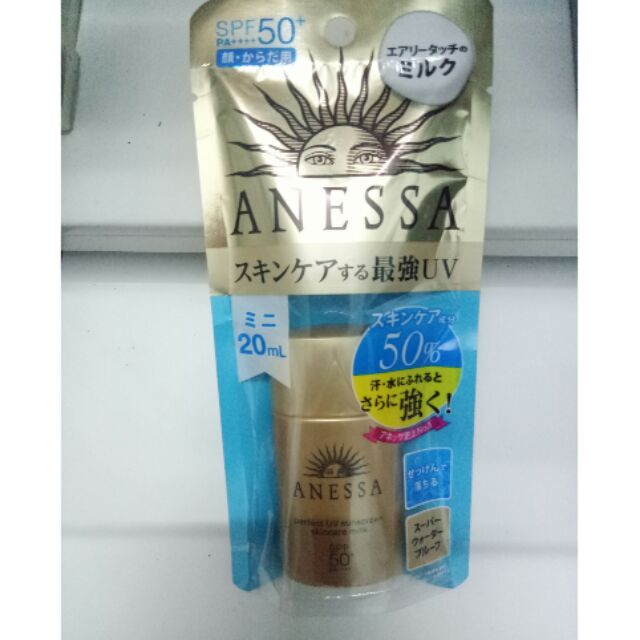 SPF50+
PA++++
顔・からだ用
エアリータッチの
ミルク
ANESSA
スキンケアする最強UV
ミニ
20mL
スキンケア成分
50%
汗・水にふれると
さらに強く!
せっけんで
落ちる
スーパー
ウォーター
プルーフ
ANESSA
perfect UV sunscreen
skincare milk
SPF
50+